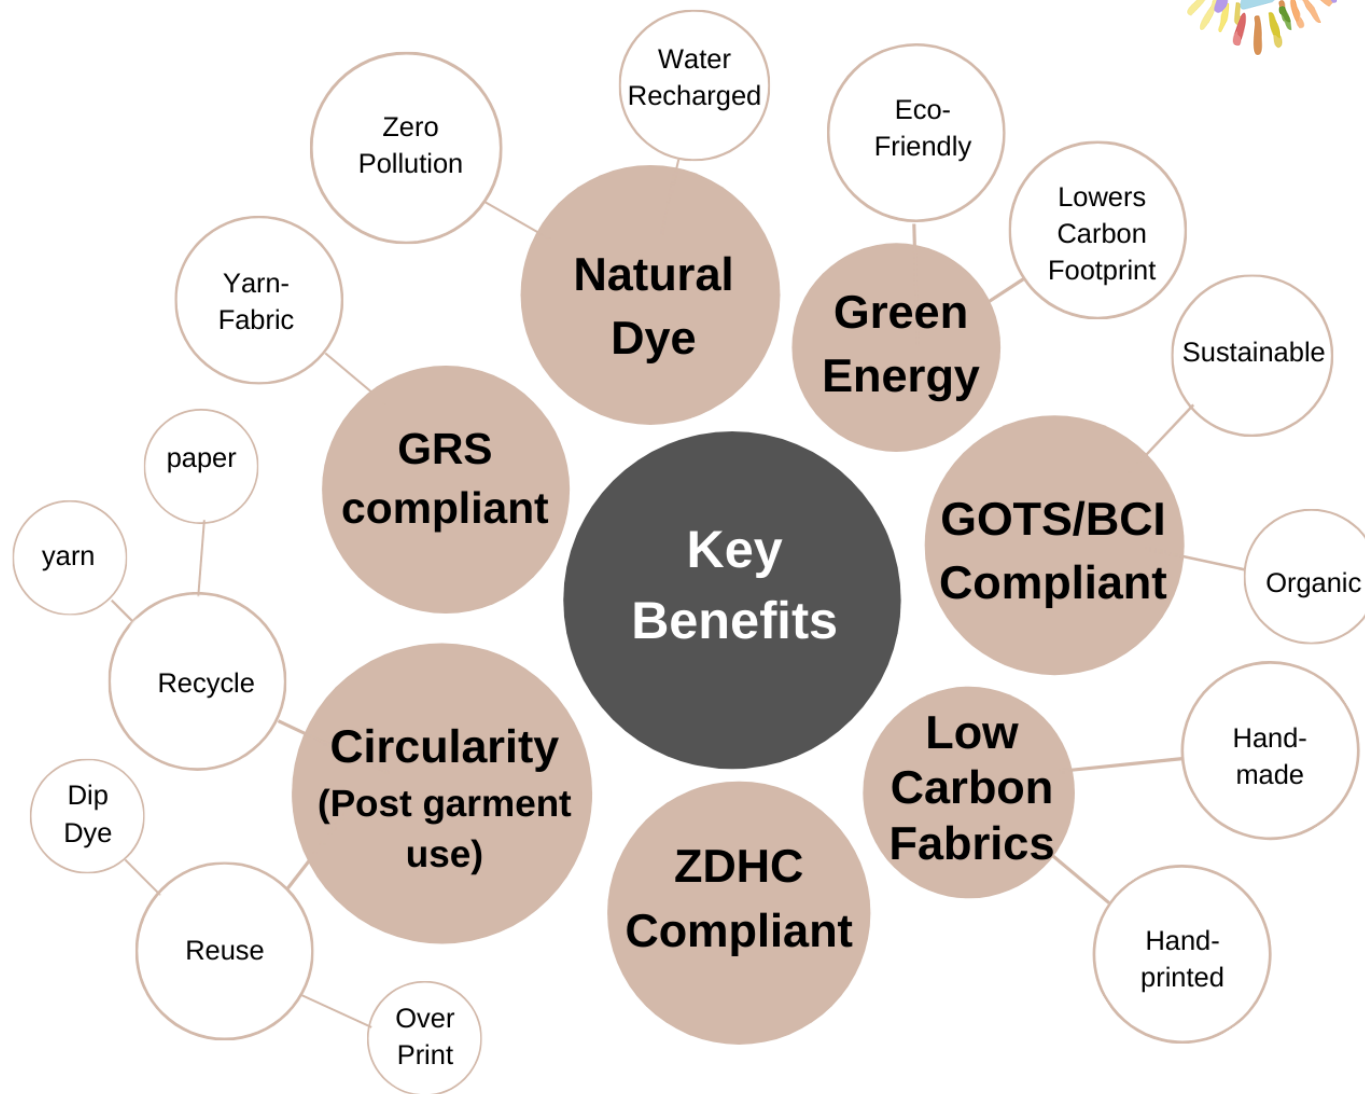 Water
Recharged
Eco-
Friendly
Zero
Pollution
Lowers
Carbon
Footprint
Natural
Dye
Yarn-
Fabric
Green
Energy
Sustainable
GRS
compliant
paper
yarn
GOTS/BCI
Compliant
Organic
Key
Benefits
Recycle
Circularity
(Post garment
use)
Low
Carbon
Fabrics
Hand-
made
Dip
Dye
ZDHC
Compliant
Reuse
Hand-
printed
Over
Print